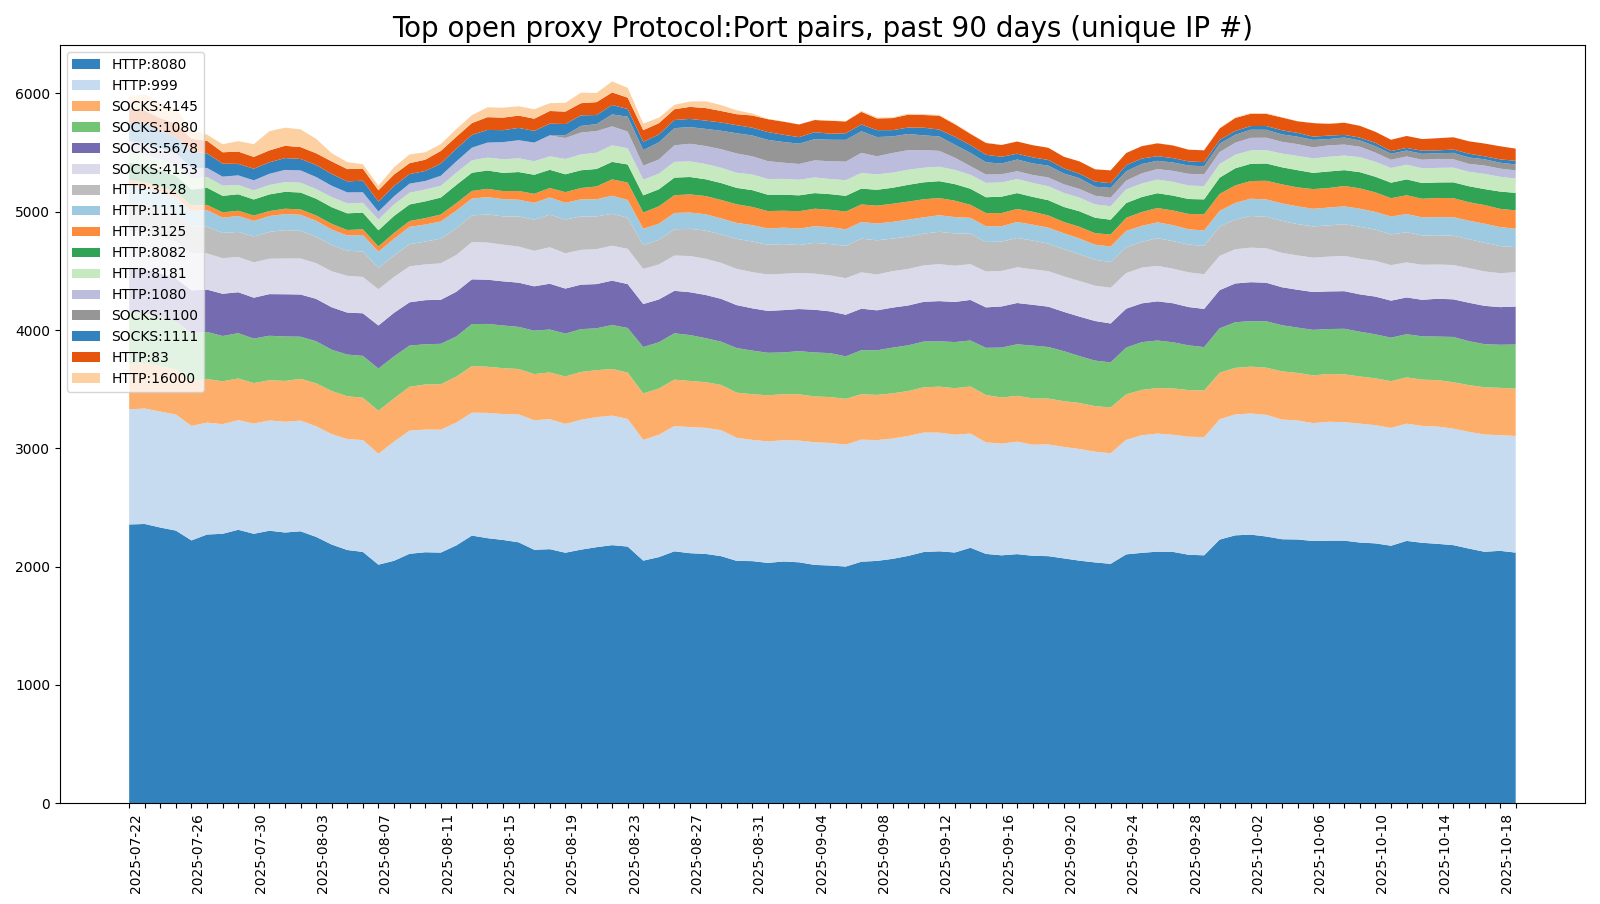 Top open proxy Protocol:Port pairs, past 90 days (unique IP #)
6000
5000
4000
3000
2000
1000
0
HTTP:8080
HTTP:999
SOCKS:4145
SOCKS:1080
SOCKS:5678
SOCKS:4153
HTTP:3128
HTTP:1111
HTTP:3125
HTTP:8082
HTTP:8181
HTTP:1080
SOCKS:1100
SOCKS:1111
HTTP:83
HTTP:16000
2025-07-22
2025-07-26
2025-07-30
2025-08-03
2025-08-07
2025-08-11
2025-08-15
2025-08-19
2025-08-23
2025-08-27
2025-08-31
2025-09-04
2025-09-08
2025-09-12
2025-09-16
2025-09-20
2025-09-24
2025-09-28
2025-10-02
2025-10-06
2025-10-10
2025-10-14
2025-10-18